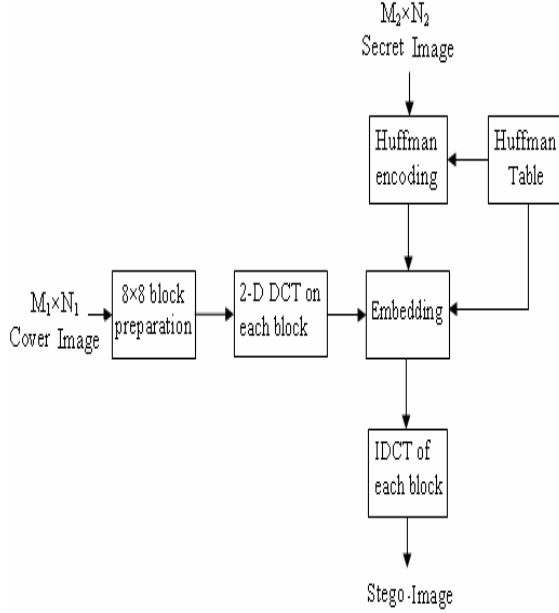 M₂×N₂
Secret Image
Huffman
encoding
Huffman
Table
M₁×N₁
Cover Image
8×8 block
preparation
2-D DCT on
each block
Embedding
IDCT of
each block
Stego-Image